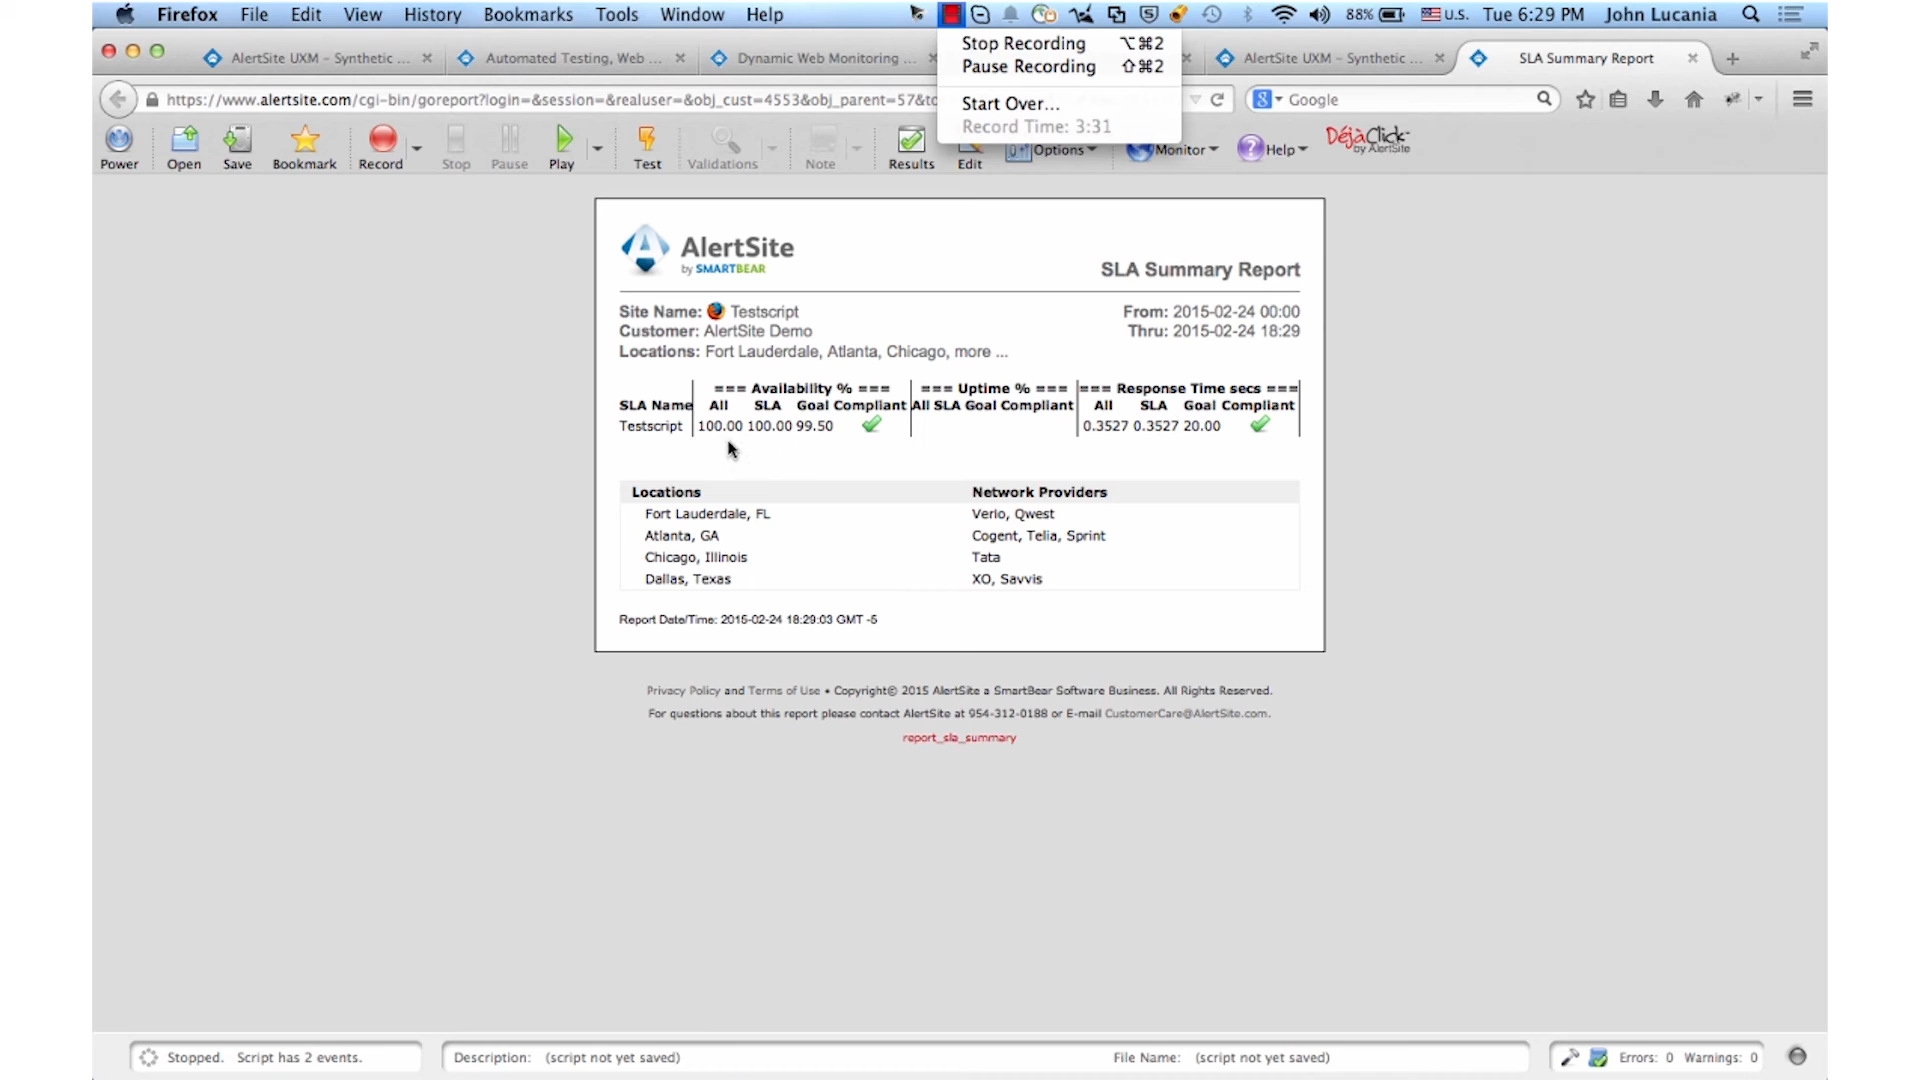 Firefox File Edit View History Bookmarks Tools Window Help 88% U.S. Tue 6:29 PM John Lucania
Stop Recording ⌥⌘2
Pause Recording ⇧⌘2
Start Over...
Record Time: 3:31
AlertSite UXM – Synthetic ... Automated Testing, Web ... Dynamic Web Monitoring ... AlertSite UXM – Synthetic ... SLA Summary Report
https://www.alertsite.com/cgi-bin/goreport?login=&session=&realuser=&obj_cust=4553&obj_parent=57&to Google
Power Open Save Bookmark Record Stop Pause Play Test Validations Note Results Edit Options Monitor Help DéjàClick by AlertSite
AlertSite
by SMARTBEAR
SLA Summary Report
Site Name: Testscript From: 2015-02-24 00:00
Customer: AlertSite Demo Thru: 2015-02-24 18:29
Locations: Fort Lauderdale, Atlanta, Chicago, more ...
=== Availability % === === Uptime % === === Response Time secs ===
SLA Name All SLA Goal Compliant All SLA Goal Compliant All SLA Goal Compliant
Testscript 100.00 100.00 99.50 0.3527 0.3527 20.00
Locations Network Providers
Fort Lauderdale, FL Verio, Qwest
Atlanta, GA Cogent, Telia, Sprint
Chicago, Illinois Tata
Dallas, Texas XO, Savvis
Report Date/Time: 2015-02-24 18:29:03 GMT -5
Privacy Policy and Terms of Use • Copyright© 2015 AlertSite a SmartBear Software Business. All Rights Reserved.
For questions about this report please contact AlertSite at 954-312-0188 or E-mail CustomerCare@AlertSite.com.
report_sla_summary
Stopped. Script has 2 events. Description: (script not yet saved) File Name: (script not yet saved) Errors: 0 Warnings: 0